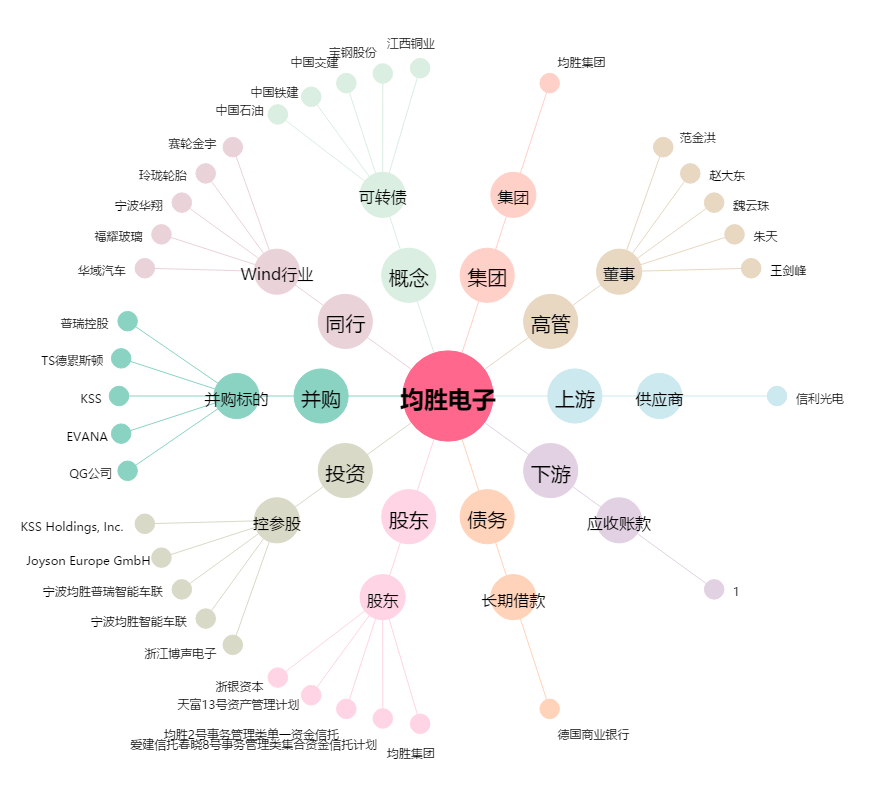 江西铜业
宝钢股份
中国交建
中国铁建
中国石油
可转债
概念
均胜集团
集团
集团
范金洪
赵大东
魏云珠
朱天
王剑峰
董事
高管
赛轮金宇
玲珑轮胎
宁波华翔
福耀玻璃
华域汽车
Wind行业
同行
普瑞控股
TS德累斯顿
KSS
EVANA
QG公司
并购标的
并购
均胜电子
上游
供应商
信利光电
投资
控参股
KSS Holdings, Inc.
Joyson Europe GmbH
宁波均胜普瑞智能车联
宁波均胜智能车联
浙江博声电子
下游
应收账款
1
股东
股东
浙银资本
天富13号资产管理计划
均胜2号事务管理类单一资金信托
爱建信托春晓8号事务管理类集合资金信托计划
均胜集团
债务
长期借款
德国商业银行